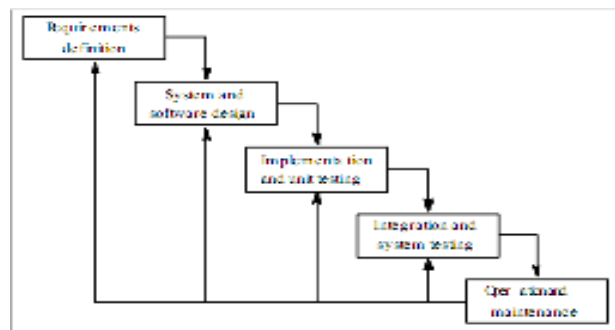 Requirements
definition
System and
software design
Implementation
and unit testing
Integration and
system testing
Operation and
maintenance